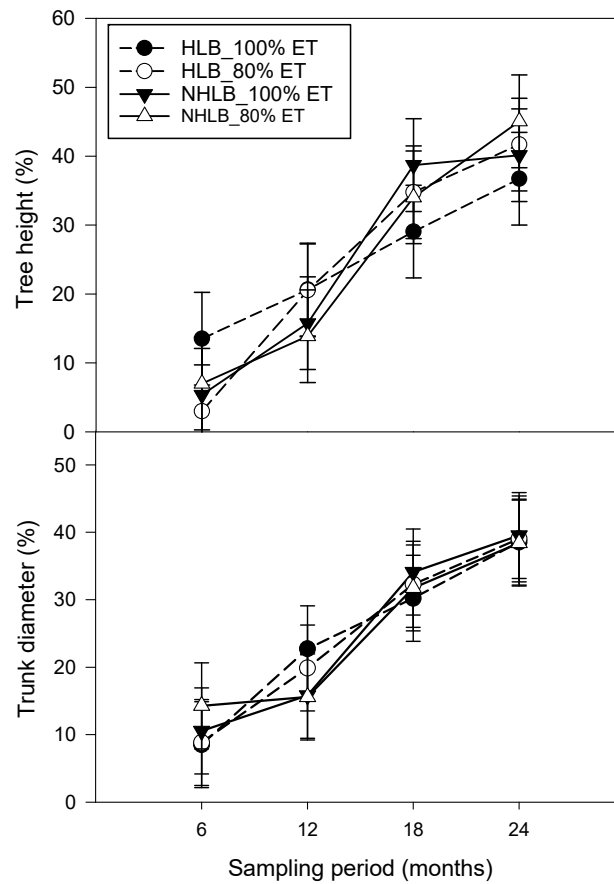 60
50
40
30
20
10
0
Tree height (%)
HLB_100% ET
HLB_80% ET
NHLB_100% ET
NHLB_80% ET
50
40
30
20
10
0
Trunk diameter (%)
6 12 18 24
Sampling period (months)